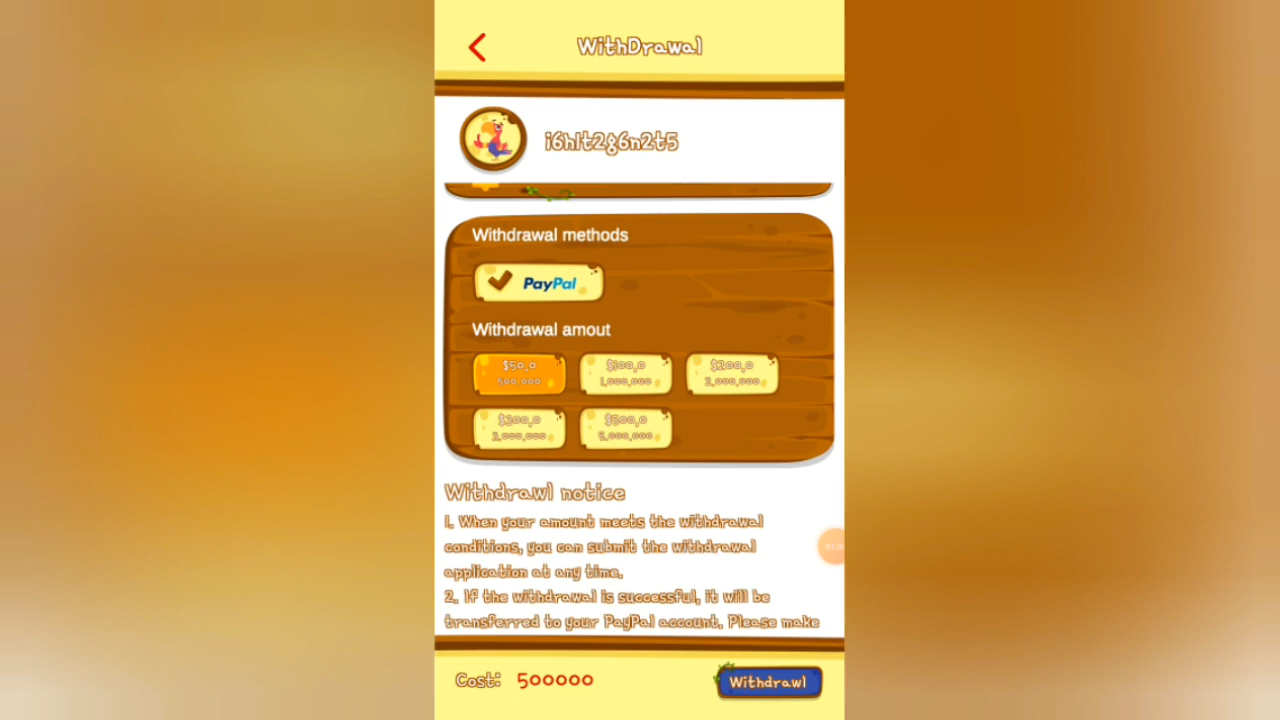 WithDrawal
i6hlt2g6n2t5
Withdrawal methods
PayPal
Withdrawal amout
$50.0
500,000
$100.0
1,000,000
$200.0
2,000,000
$300.0
3,000,000
$500.0
5,000,000
Withdrawl notice
1. When your amount meets the withdrawal
conditions, you can submit the withdrawal
application at any time.
2. If the withdrawal is successful, it will be
transferred to your PayPal account. Please make
Cost: 500000
Withdrawl